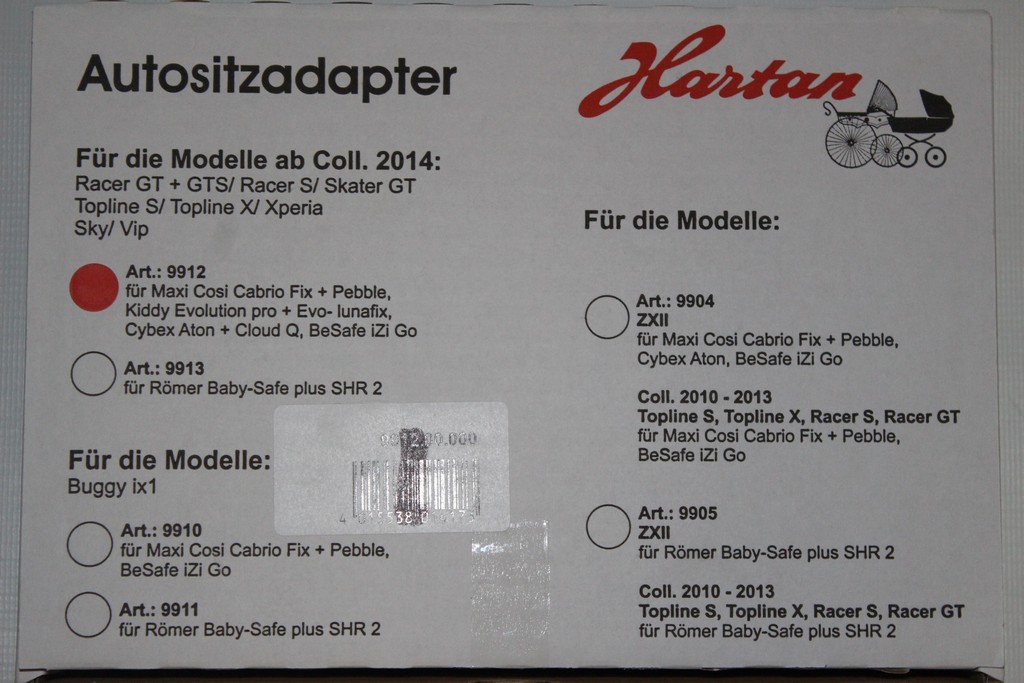 Autositzadapter
Hartan
Für die Modelle ab Coll. 2014:
Racer GT + GTS/ Racer S/ Skater GT
Topline S/ Topline X/ Xperia
Sky/ Vip
Art.: 9912
für Maxi Cosi Cabrio Fix + Pebble,
Kiddy Evolution pro + Evo- lunafix,
Cybex Aton + Cloud Q, BeSafe iZi Go
Art.: 9913
für Römer Baby-Safe plus SHR 2
Für die Modelle:
Buggy ix1
Art.: 9910
für Maxi Cosi Cabrio Fix + Pebble,
BeSafe iZi Go
Art.: 9911
für Römer Baby-Safe plus SHR 2
Für die Modelle:
Art.: 9904
ZXII
für Maxi Cosi Cabrio Fix + Pebble,
Cybex Aton, BeSafe iZi Go
Coll. 2010 - 2013
Topline S, Topline X, Racer S, Racer GT
für Maxi Cosi Cabrio Fix + Pebble,
BeSafe iZi Go
Art.: 9905
ZXII
für Römer Baby-Safe plus SHR 2
Coll. 2010 - 2013
Topline S, Topline X, Racer S, Racer GT
für Römer Baby-Safe plus SHR 2